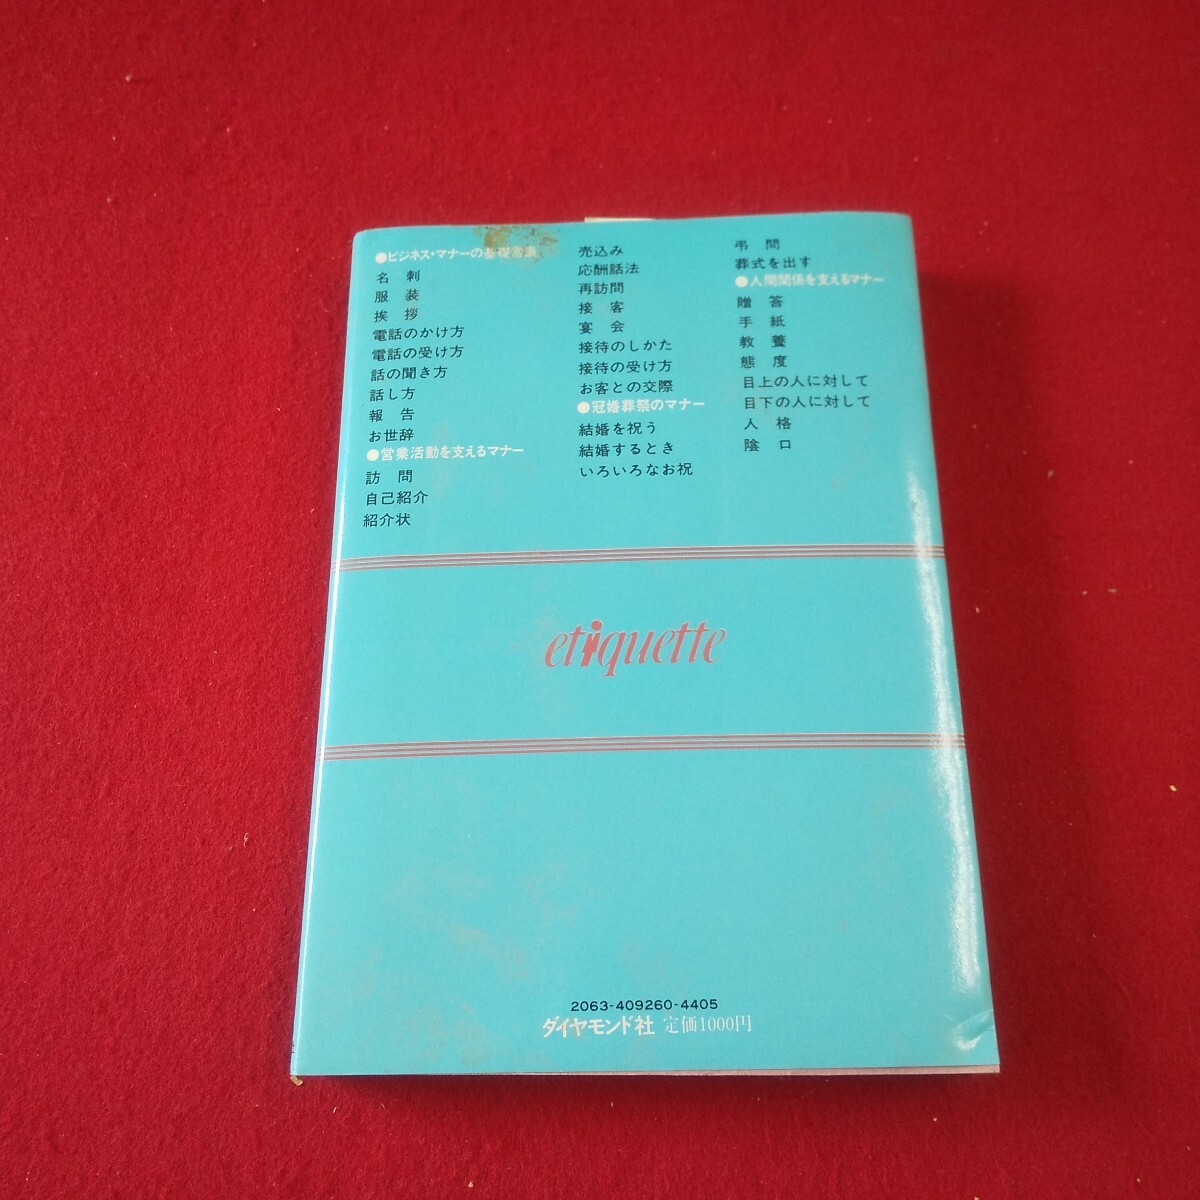 ●ビジネス・マナーの基礎
名刺
服装
挨拶
電話のかけ方
電話の受け方
話の聞き方
話し方
報告
お世辞
●営業活動を支えるマナー
訪問
自己紹介
紹介状
売込み
応酬話法
再訪問
接客
宴会
接待のしかた
接待の受け方
お客との交際
●冠婚葬祭のマナー
結婚を祝う
結婚するとき
いろいろなお祝
弔問
葬式を出す
●人間関係を支えるマナー
贈答
手紙
教養
態度
目上の人に対して
目下の人に対して
人格
陰口
etiquette
2063-409260-4405
ダイヤモンド社 定価1000円